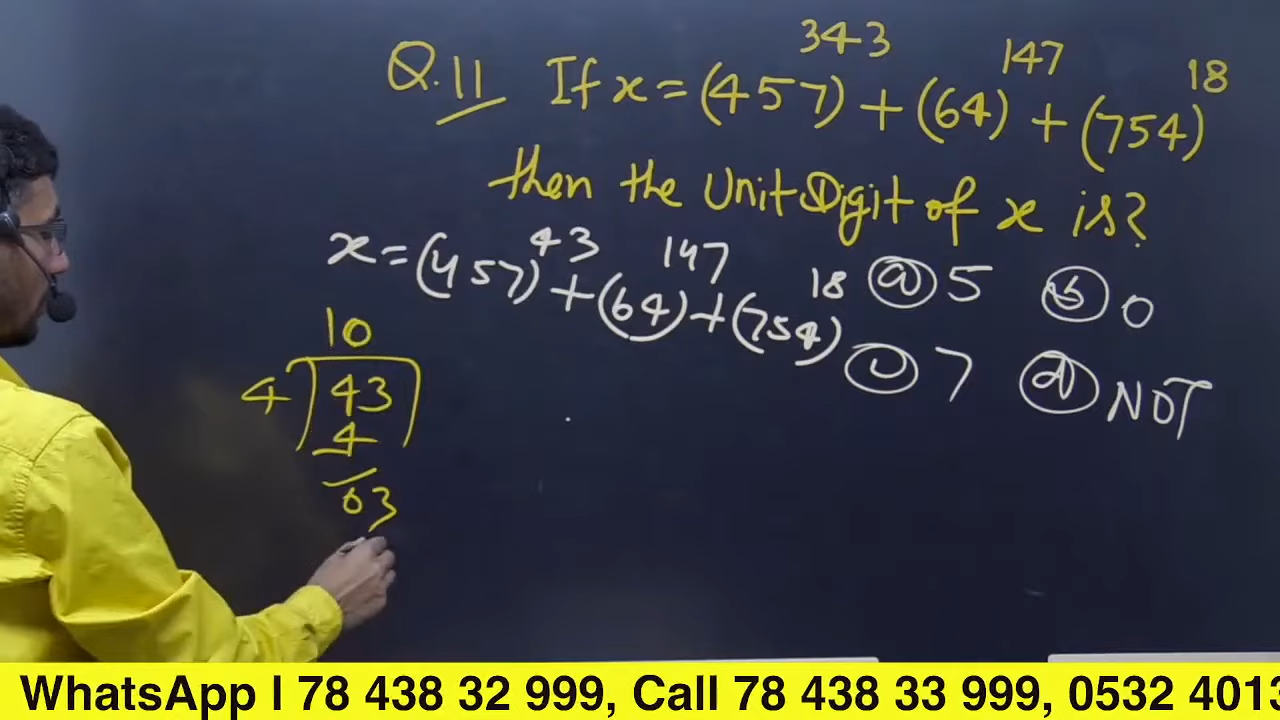 Q.11 If x = (457)^343 + (64)^147 + (754)^18
then the Unit Digit of x is?
x = (457)^43 + (64)^147 + (754)^18
(a) 5 (b) 0
(c) 7 (d) NOT
10
4 ) 43
4
03
WhatsApp I 78 438 32 999, Call 78 438 33 999, 0532 4013